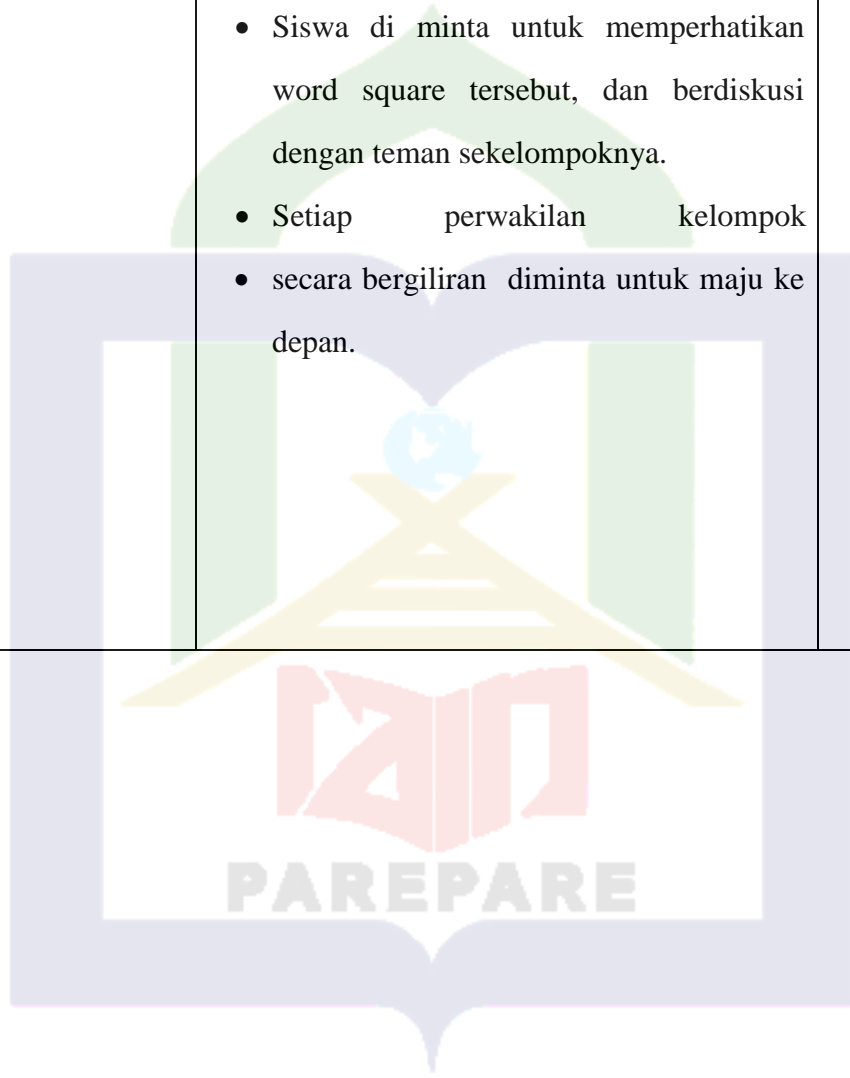 • Siswa di minta untuk memperhatikan
word square tersebut, dan berdiskusi
dengan teman sekelompoknya.
• Setiap perwakilan kelompok
• secara bergiliran diminta untuk maju ke
depan.
iain
PAREPARE